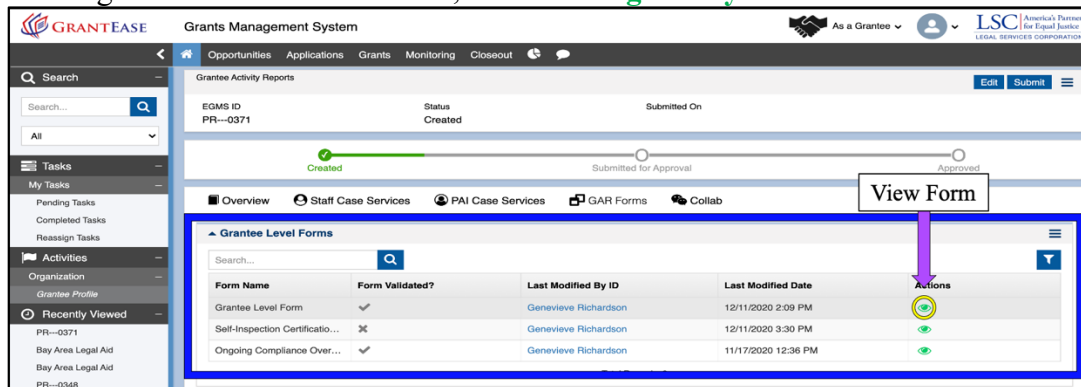 GRANTEASE
Grants Management System
As a Grantee
LSC America's Partner
for Equal Justice
LEGAL SERVICES CORPORATION
Opportunities Applications Grants Monitoring Closeout
Search
Search...
All
Tasks
My Tasks
Pending Tasks
Completed Tasks
Reassign Tasks
Activities
Organization
Grantee Profile
Recently Viewed
PR---0371
Bay Area Legal Aid
Bay Area Legal Aid
PR---0348
Grantee Activity Reports
Edit Submit
EGMS ID Status Submitted On
PR---0371 Created
Created Submitted for Approval Approved
View Form
Overview Staff Case Services PAI Case Services GAR Forms Collab
Grantee Level Forms
Search...
Form Name Form Validated? Last Modified By ID Last Modified Date Actions
Grantee Level Form Genevieve Richardson 12/11/2020 2:09 PM
Self-Inspection Certificatio... Genevieve Richardson 12/11/2020 3:30 PM
Ongoing Compliance Over... Genevieve Richardson 11/17/2020 12:36 PM